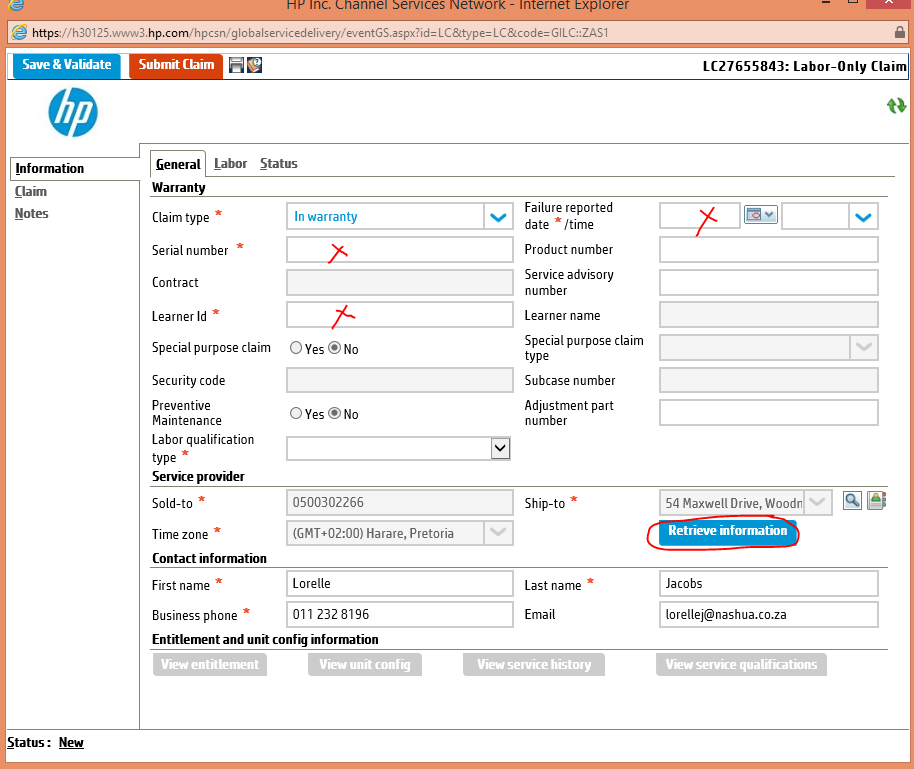 HP Inc. Channel Services Network - Internet Explorer
https://h30125.www3.hp.com/hpcsn/globalservicedelivery/eventGS.aspx?id=LC&type=LC&code=GILC::ZAS1
Save & Validate Submit Claim LC27655843: Labor-Only Claim
hp
Information
Claim
Notes
General Labor Status
Warranty
Claim type * In warranty Failure reported date * /time
Serial number * Product number
Contract Service advisory number
Learner Id * Learner name
Special purpose claim Yes No Special purpose claim type
Security code Subcase number
Preventive Maintenance Yes No Adjustment part number
Labor qualification type *
Service provider
Sold-to * 0500302266 Ship-to * 54 Maxwell Drive, Woodm
Time zone * (GMT+02:00) Harare, Pretoria Retrieve information
Contact information
First name * Lorelle Last name * Jacobs
Business phone * 011 232 8196 Email lorellej@nashua.co.za
Entitlement and unit config information
View entitlement View unit config View service history View service qualifications
Status : New